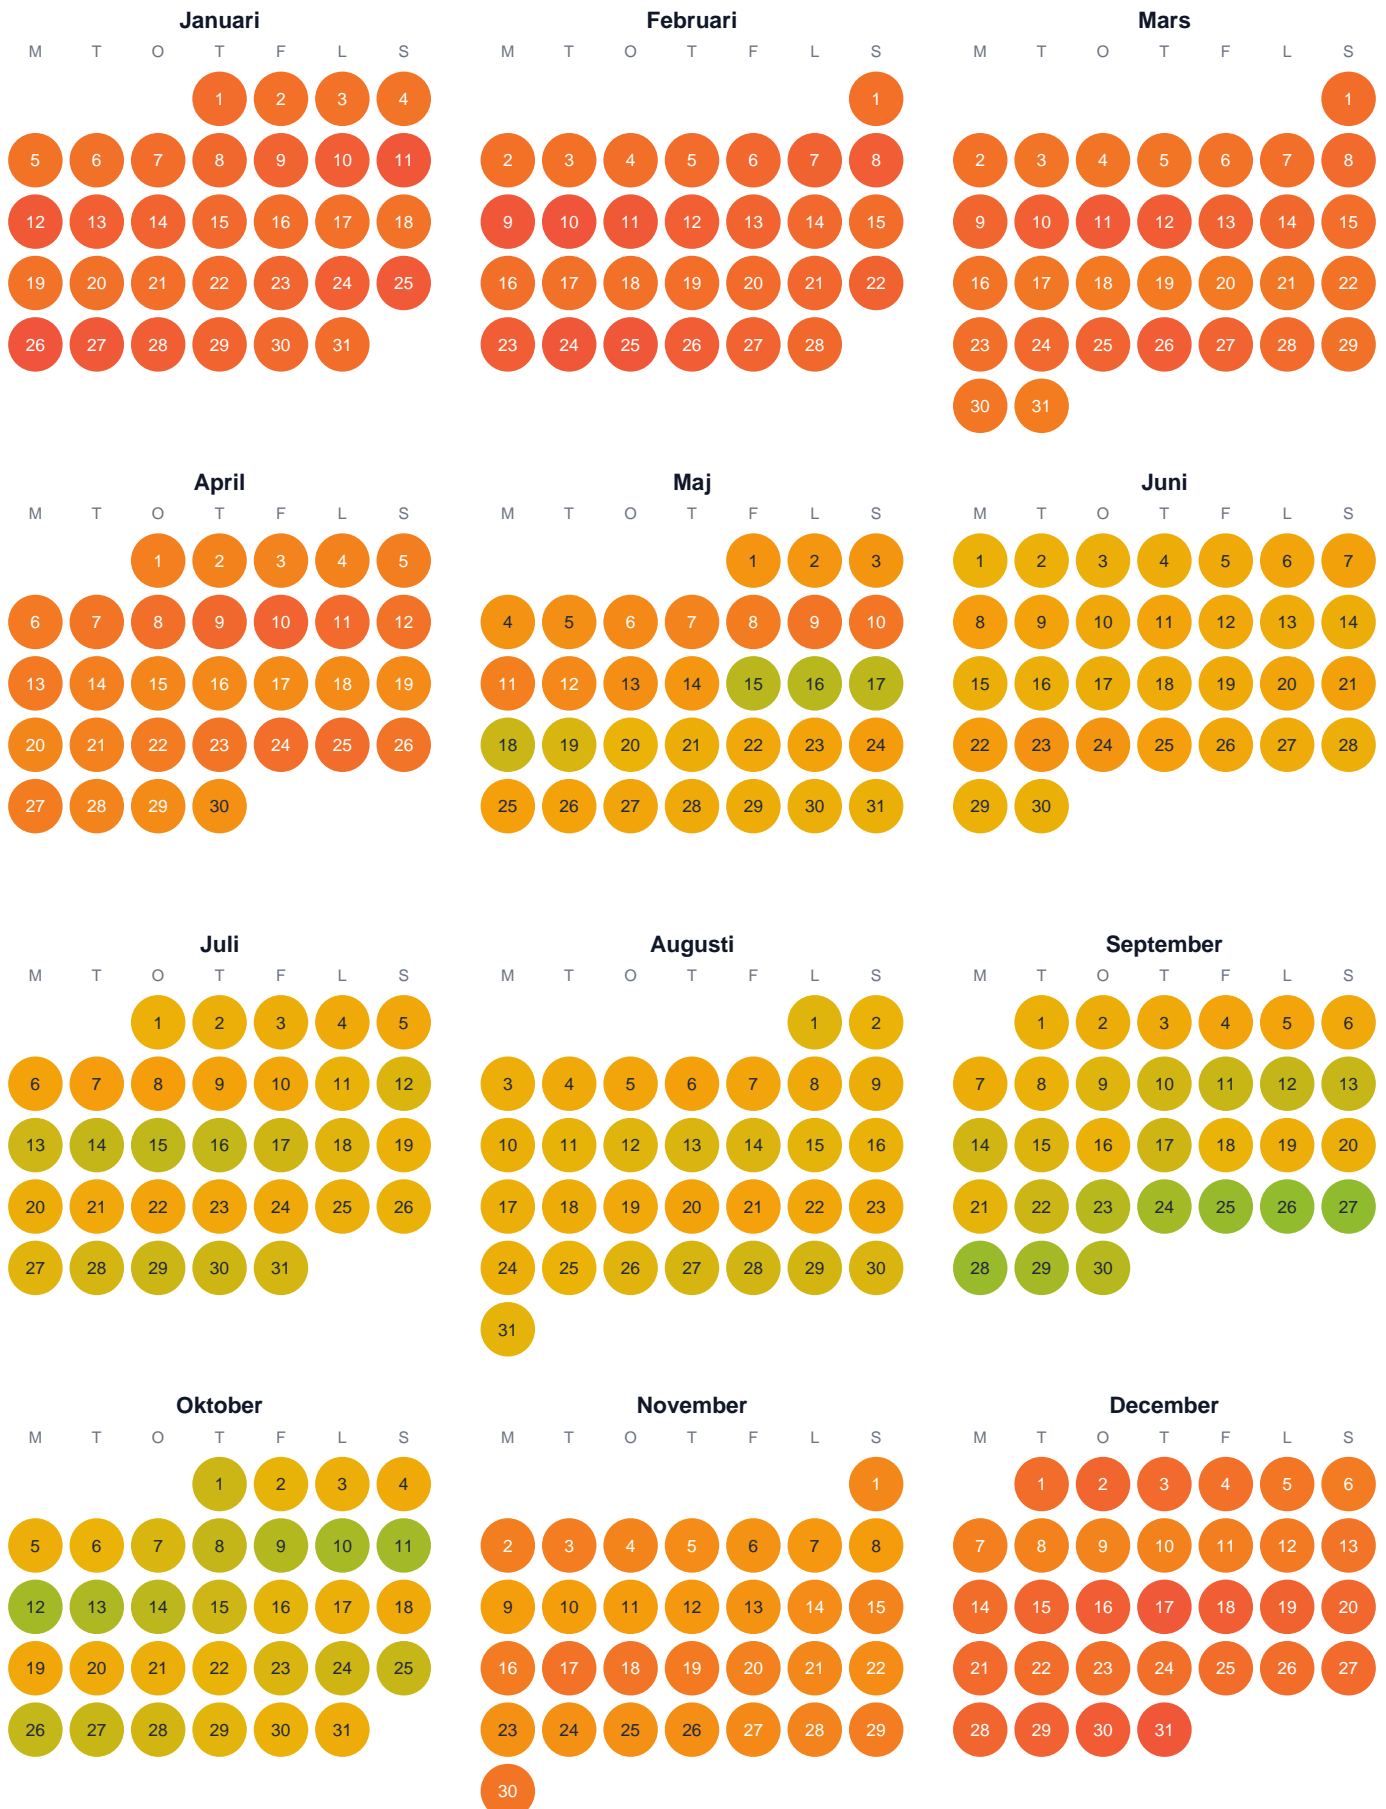 Januari Februari Mars
M T O T F L S M T O T F L S M T O T F L S
1 2 3 4 1 1
5 6 7 8 9 10 11 2 3 4 5 6 7 8 2 3 4 5 6 7 8
12 13 14 15 16 17 18 9 10 11 12 13 14 15 9 10 11 12 13 14 15
19 20 21 22 23 24 25 16 17 18 19 20 21 22 16 17 18 19 20 21 22
26 27 28 29 30 31 23 24 25 26 27 28 23 24 25 26 27 28 29
30 31
April Maj Juni
M T O T F L S M T O T F L S M T O T F L S
1 2 3 4 5 1 2 3 1 2 3 4 5 6 7
6 7 8 9 10 11 12 4 5 6 7 8 9 10 8 9 10 11 12 13 14
13 14 15 16 17 18 19 11 12 13 14 15 16 17 15 16 17 18 19 20 21
20 21 22 23 24 25 26 18 19 20 21 22 23 24 22 23 24 25 26 27 28
27 28 29 30 25 26 27 28 29 30 31 29 30
Juli Augusti September
M T O T F L S M T O T F L S M T O T F L S
1 2 3 4 5 1 2 1 2 3 4 5 6
6 7 8 9 10 11 12 3 4 5 6 7 8 9 7 8 9 10 11 12 13
13 14 15 16 17 18 19 10 11 12 13 14 15 16 14 15 16 17 18 19 20
20 21 22 23 24 25 26 17 18 19 20 21 22 23 21 22 23 24 25 26 27
27 28 29 30 31 24 25 26 27 28 29 30 28 29 30
31
Oktober November December
M T O T F L S M T O T F L S M T O T F L S
1 2 3 4 1 1 2 3 4 5 6
5 6 7 8 9 10 11 2 3 4 5 6 7 8 7 8 9 10 11 12 13
12 13 14 15 16 17 18 9 10 11 12 13 14 15 14 15 16 17 18 19 20
19 20 21 22 23 24 25 16 17 18 19 20 21 22 21 22 23 24 25 26 27
26 27 28 29 30 31 23 24 25 26 27 28 29 28 29 30 31
30